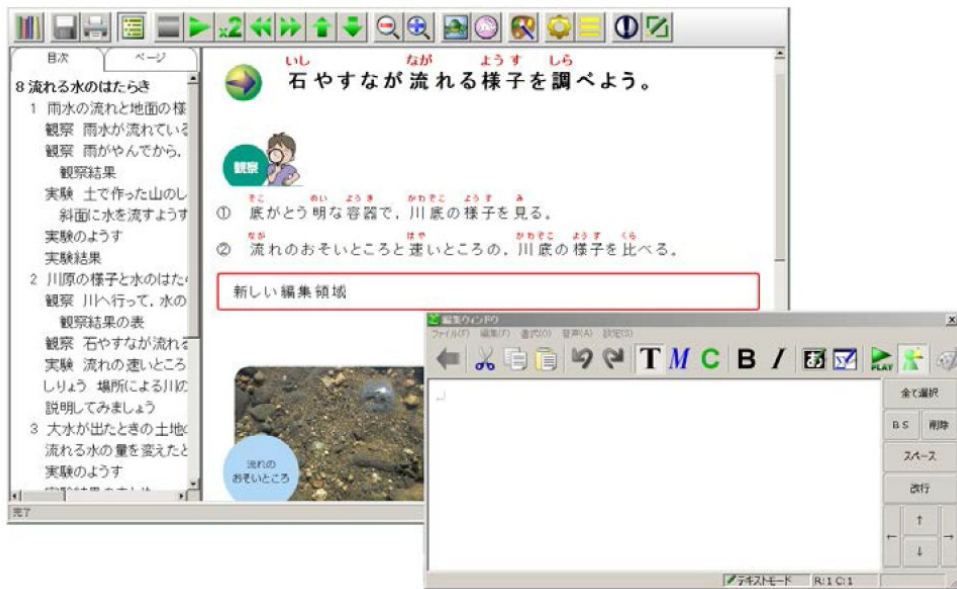 x2
目次 ページ
8 流れる水のはたらき
1 雨水の流れと地面の様
観察 雨水が流れている
観察 雨がやんでから,
観察結果
実験 土で作った山のし
斜面に水を流すようす
実験のようす
実験結果
2 川原の様子と水のはた
観察 川へ行って, 水の
観察結果の表
観察 石やすなが流れる
実験 流れの速いところ
しりょう 場所による川の
説明してみましょう
3 大水が出たときの土地
流れる水の量を変えたと
実験のようす
完了
いし なが ようす しら
石やすなが流れる様子を調べよう。
観察
そこ めい ようき かわぞこ ようす み
① 底がとう明な容器で, 川底の様子を見る。
なが はや かわぞこ ようす くら
② 流れのおそいところと速いところの, 川底の様子を比べる。
新しい編集領域
流れの
おそいところ
編集ウィンドウ
ファイル(F) 編集(F) 書式(O) 音声(A) 設定(S)
T M C B I あ PLAY
全て選択
BS 削除
スペース
改行
↑
← →
↓
テキストモード R:1 C:1